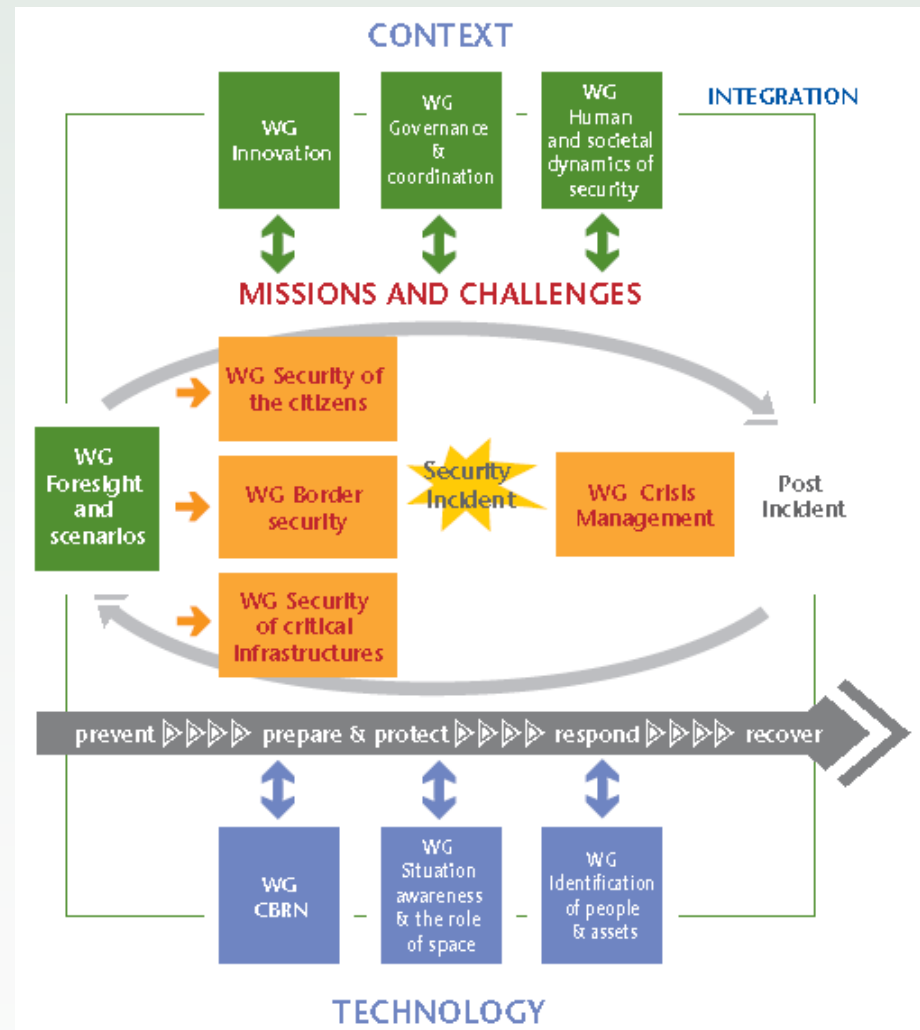 CONTEXT
INTEGRATION
WG
Innovation
WG
Governance
&
coordination
WG
Human
and societal
dynamics of
security
MISSIONS AND CHALLENGES
WG Security of
the citizens
WG
Foresight
and
scenarios
WG Border
security
Security
Incident
WG Crisis
Management
Post
Incident
WG Security
of critical
infrastructures
prevent prepare & protect respond recover
WG
CBRN
WG
Situation
awareness
& the role
of space
WG
Identification
of people
& assets
TECHNOLOGY